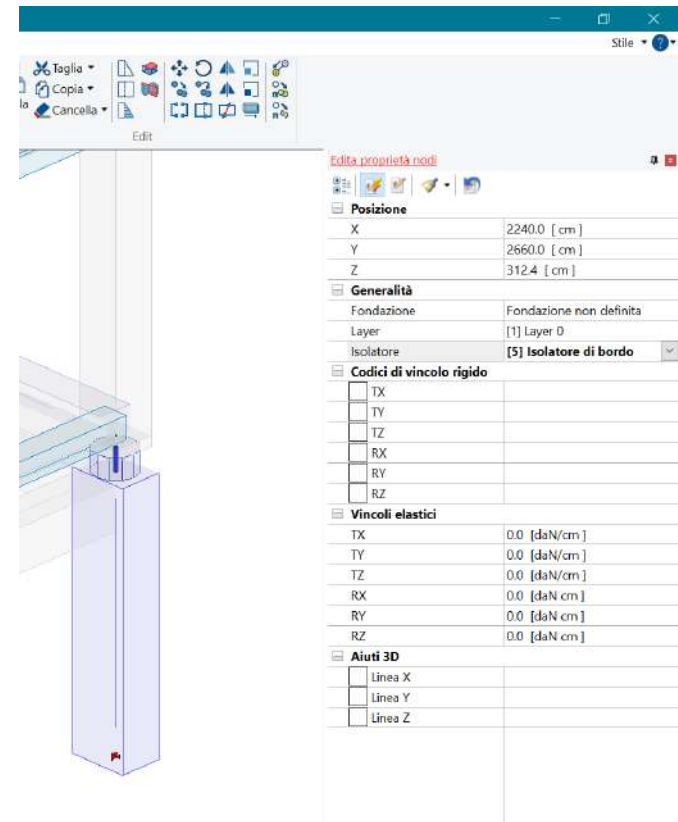 Stile
?
Taglia
Copia
la
Cancella
Edit
Edita proprietà nodi
Posizione
X 2240.0 [ cm ]
Y 2660.0 [ cm ]
Z 312.4 [ cm ]
Generalità
Fondazione Fondazione non definita
Layer [1] Layer 0
Isolatore [5] Isolatore di bordo
Codici di vincolo rigido
TX
TY
TZ
RX
RY
RZ
Vincoli elastici
TX 0.0 [daN/cm ]
TY 0.0 [daN/cm ]
TZ 0.0 [daN/cm ]
RX 0.0 [daN cm ]
RY 0.0 [daN cm ]
RZ 0.0 [daN cm ]
Aiuti 3D
Linea X
Linea Y
Linea Z